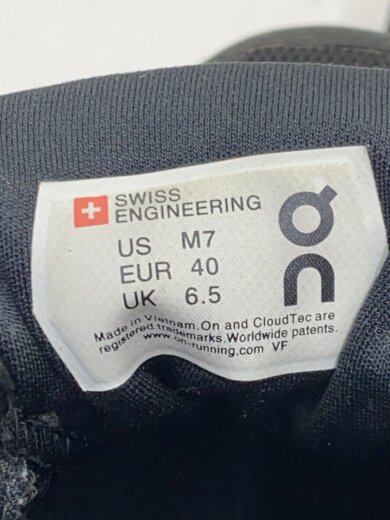 SWISS
ENGINEERING
US M7
EUR 40
UK 6.5
Made in Vietnam.On and CloudTec are
registered trademarks.Worldwide patents.
www.on-running.com VF
On